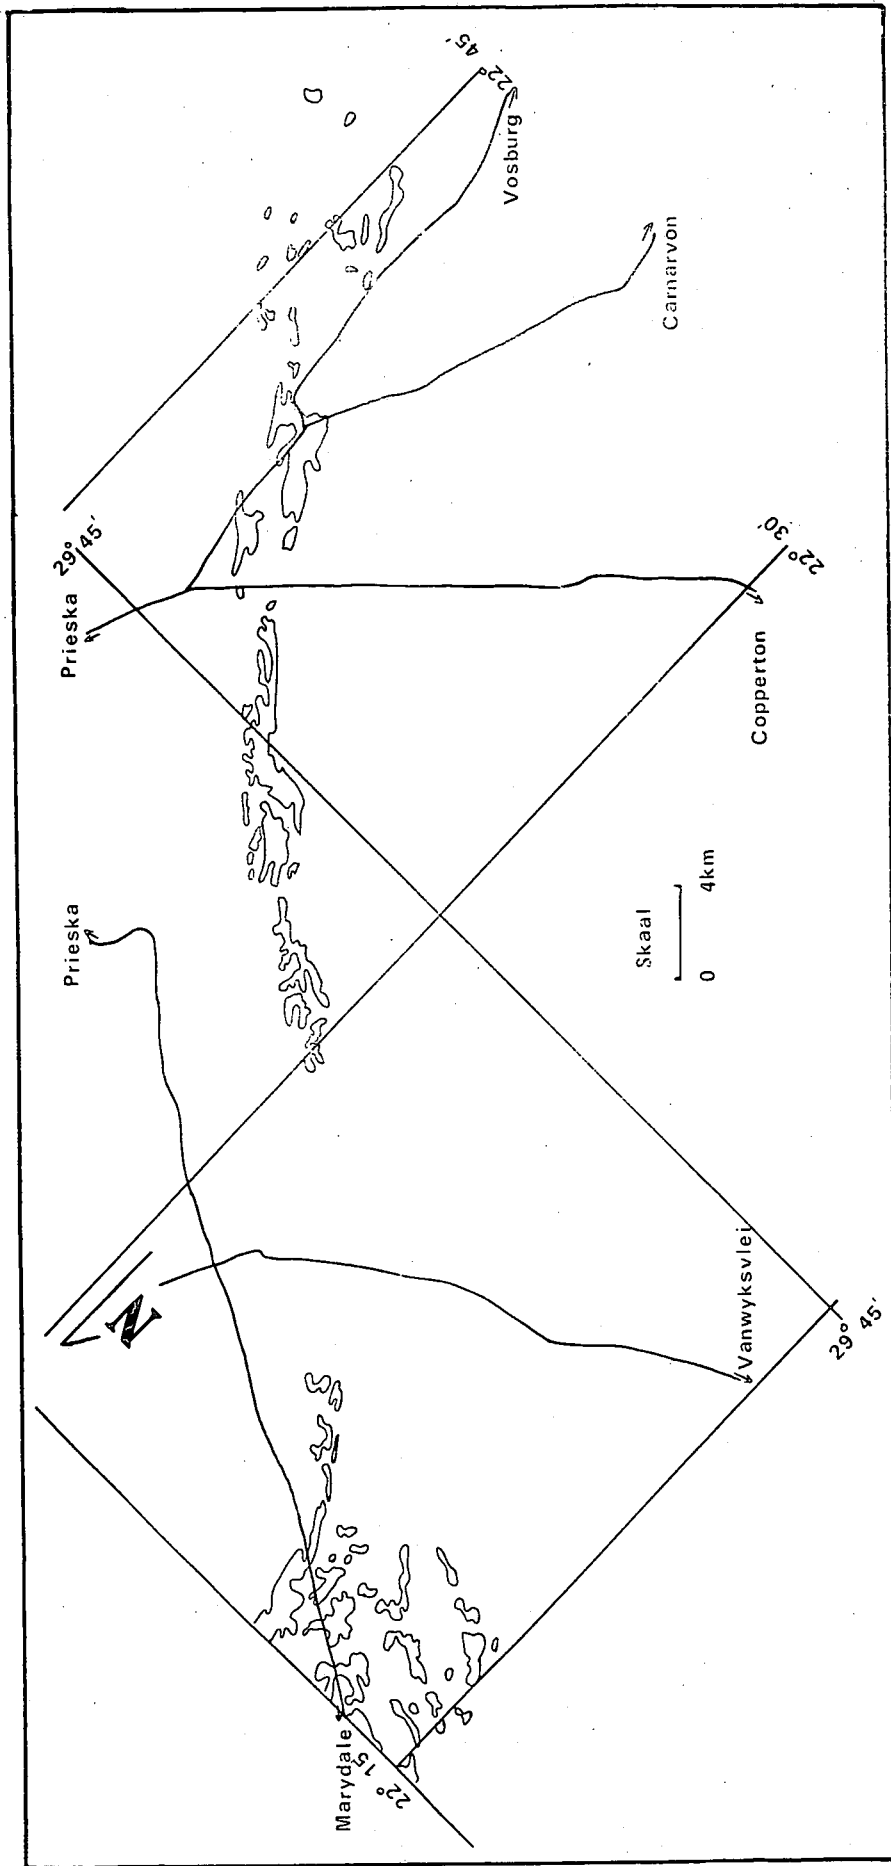 22° 45′
Vosburg
Carnarvon
29° 45′
Prieska
22° 30′
Copperton
Prieska
Skaal
0 4km
N
Vanwyksvlei
29° 45′
Marydale
22° 15′